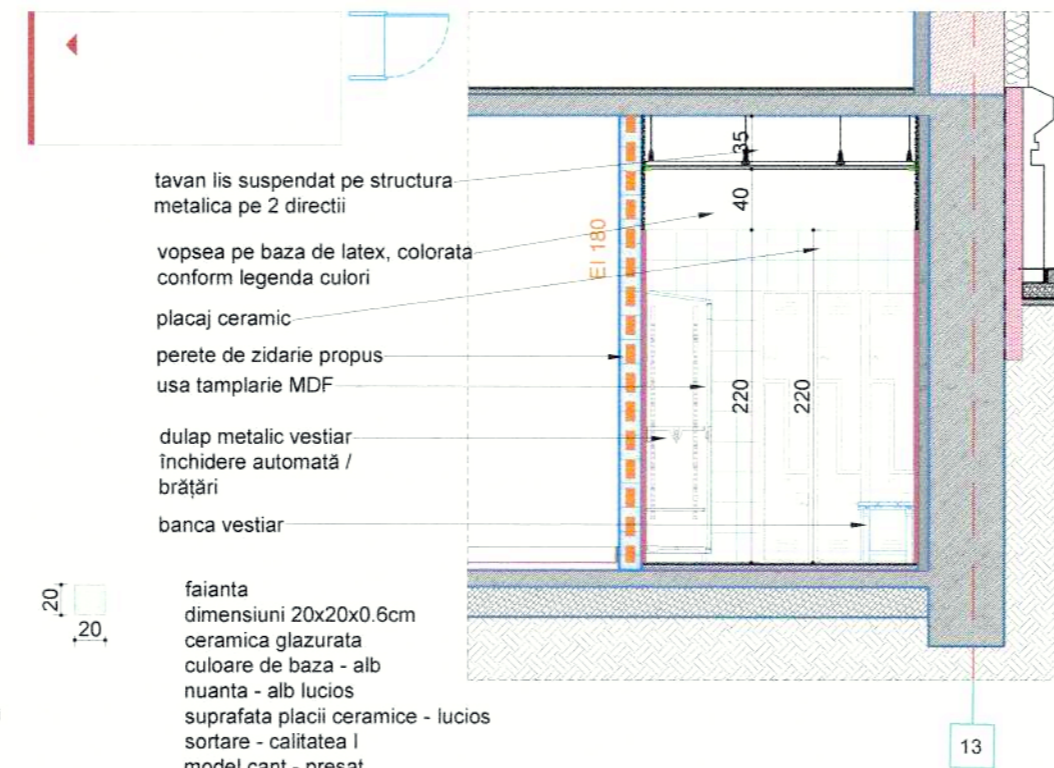 tavan lis suspendat pe structura
metalica pe 2 directii
vopsea pe baza de latex, colorata
conform legenda culori
placaj ceramic
perete de zidarie propus
usa tamplarie MDF
dulap metalic vestiar
închidere automată /
brățări
banca vestiar
35
40
EI 180
220
220
20
20
faianta
dimensiuni 20x20x0.6cm
ceramica glazurata
culoare de baza - alb
nuanta - alb lucios
suprafata placii ceramice - lucios
sortare - calitatea I
model cant - presat
13